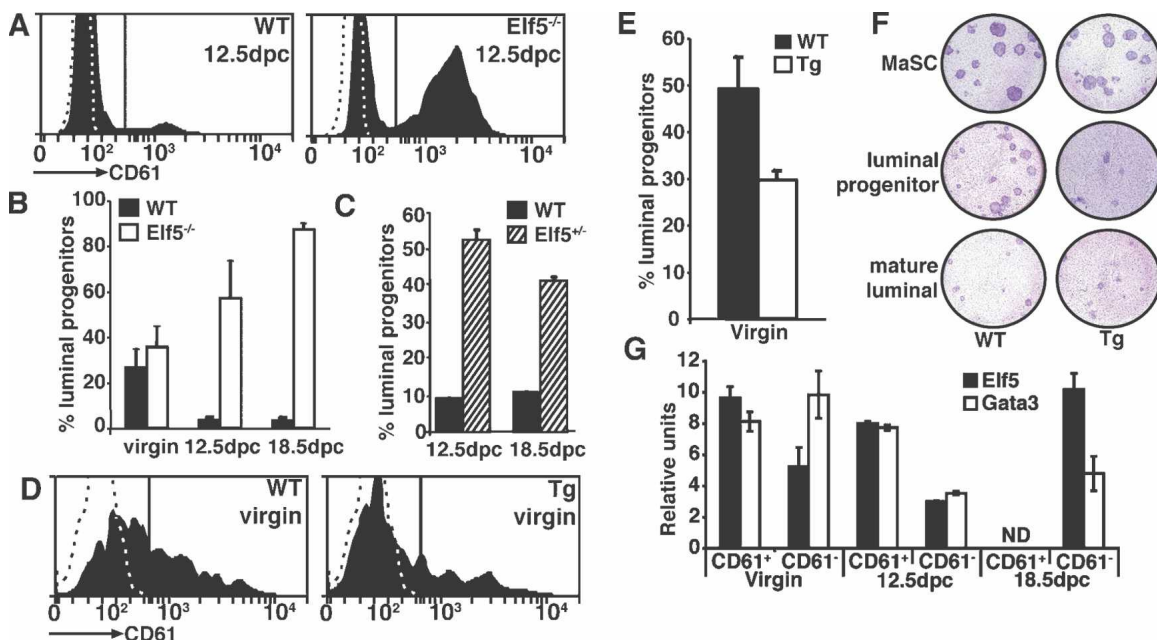 A
WT
12.5dpc
0 10² 10³ 10⁴
CD61
Elf5⁻/⁻
12.5dpc
0 10² 10³ 10⁴
B
% luminal progenitors
100
80
60
40
20
0
WT
Elf5⁻/⁻
virgin 12.5dpc 18.5dpc
C
% luminal progenitors
60
50
40
30
20
10
0
WT
Elf5⁺/⁻
12.5dpc 18.5dpc
D
WT
virgin
0 10² 10³ 10⁴
CD61
Tg
virgin
0 10² 10³ 10⁴
E
% luminal progenitors
60
50
40
30
20
10
0
WT
Tg
Virgin
F
MaSC
luminal
progenitor
mature
luminal
WT Tg
G
Relative units
12
10
8
6
4
2
0
Elf5
Gata3
ND
CD61⁺ CD61⁻ CD61⁺ CD61⁻ CD61⁺ CD61⁻
Virgin 12.5dpc 18.5dpc